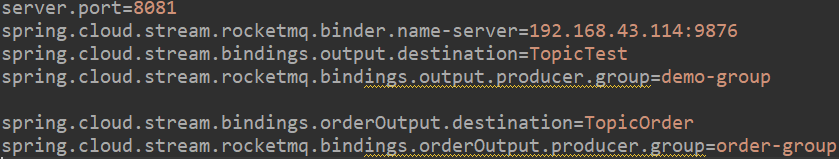 server.port=8081
spring.cloud.stream.rocketmq.binder.name-server=192.168.43.114:9876
spring.cloud.stream.bindings.output.destination=TopicTest
spring.cloud.stream.rocketmq.bindings.output.producer.group=demo-group
spring.cloud.stream.bindings.orderOutput.destination=TopicOrder
spring.cloud.stream.rocketmq.bindings.orderOutput.producer.group=order-group